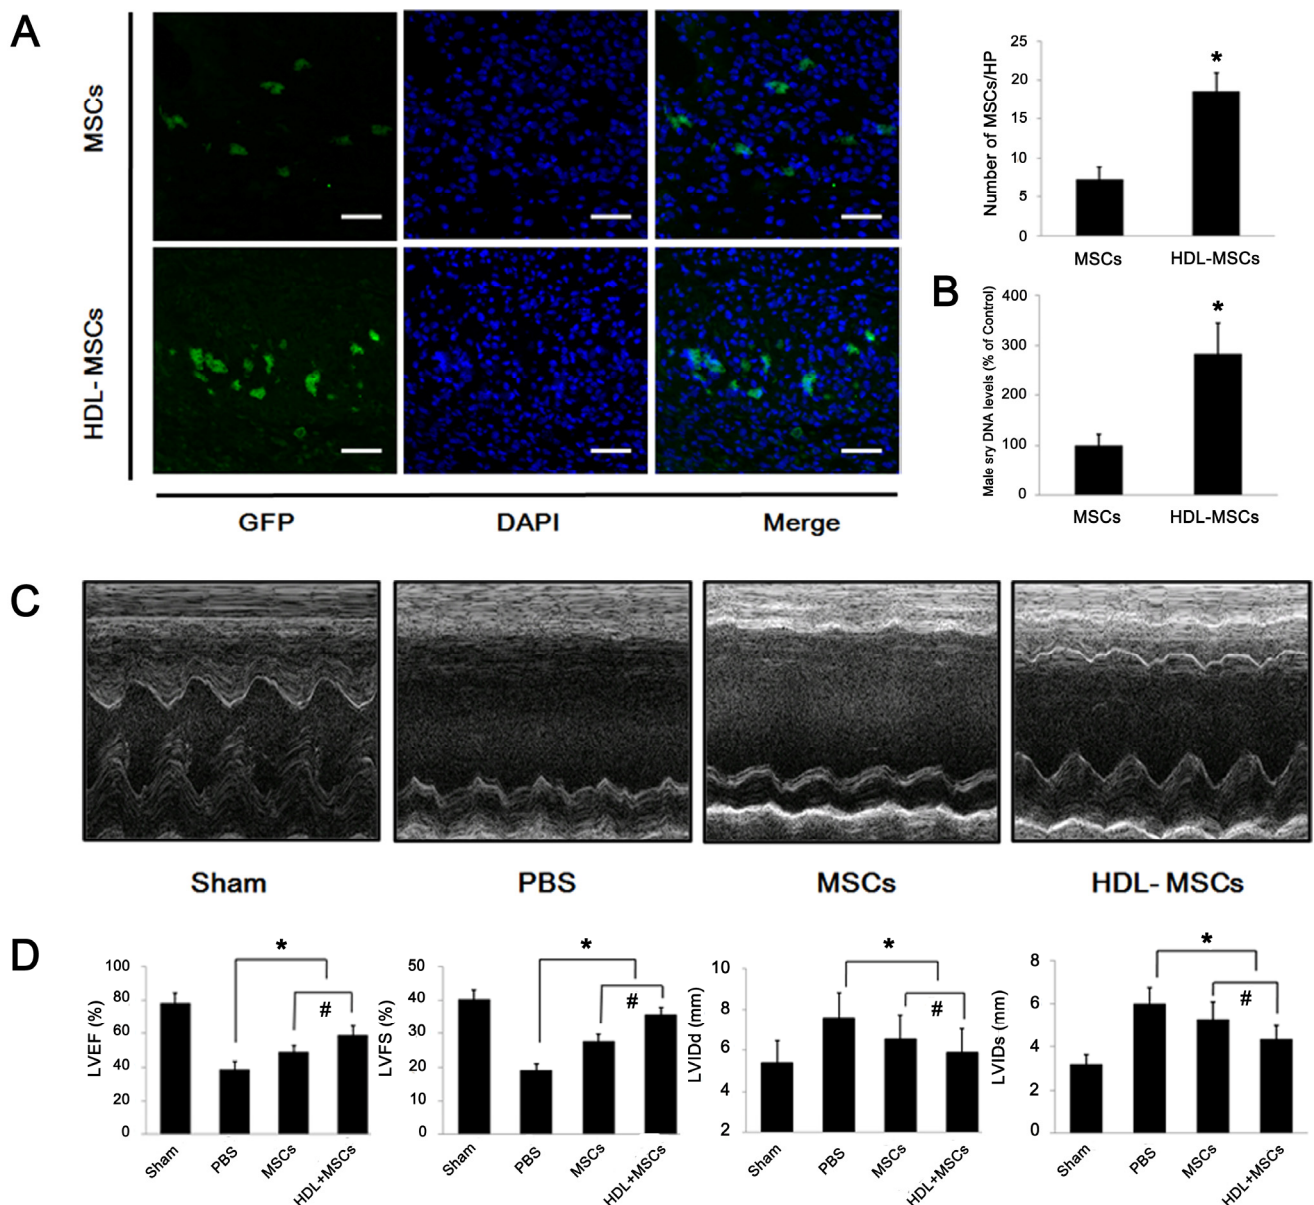 A
MSCs
HDL- MSCs
GFP
DAPI
Merge
Number of MSCs/HP
25
20
15
10
5
0
*
MSCs
HDL-MSCs
B
Male sry DNA levels (% of Control)
400
300
200
100
0
*
MSCs
HDL-MSCs
C
Sham
PBS
MSCs
HDL- MSCs
D
LVEF (%)
100
80
60
40
20
0
*
#
Sham
PBS
MSCs
HDL+MSCs
LVFS (%)
50
40
30
20
10
0
*
#
Sham
PBS
MSCs
HDL+MSCs
LVIDd (mm)
10
8
6
4
2
*
#
Sham
PBS
MSCs
HDL+MSCs
LVIDs (mm)
8
6
4
2
0
*
#
Sham
PBS
MSCs
HDL+MSCs